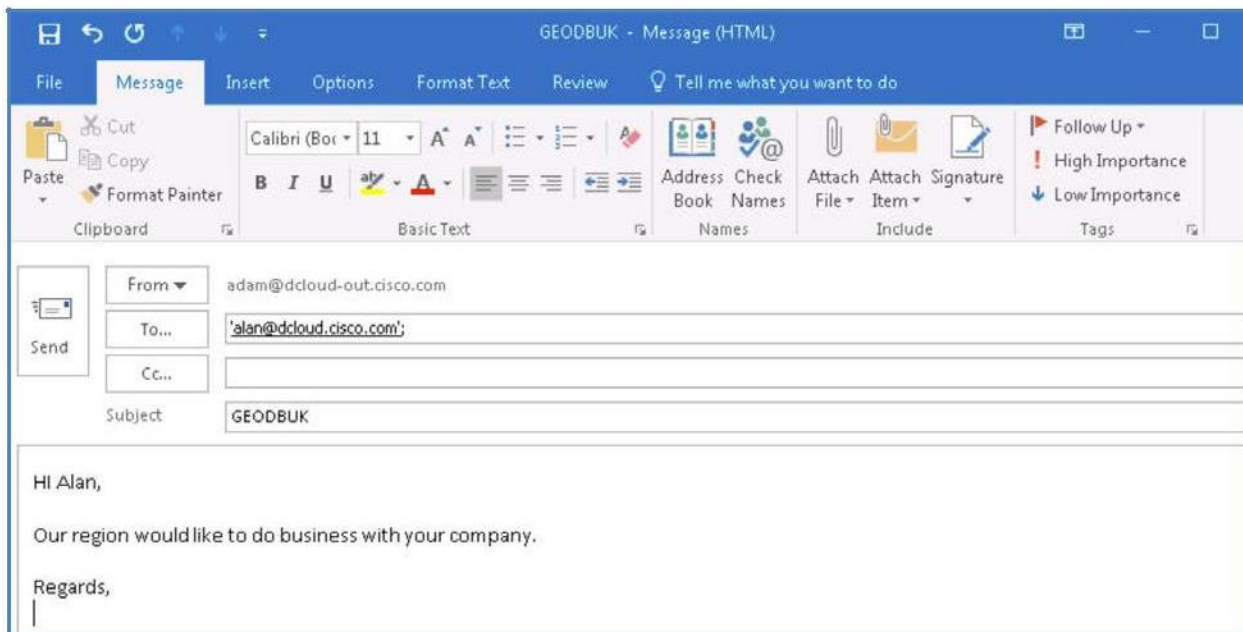 GEODBUK - Message (HTML)
File Message Insert Options Format Text Review Tell me what you want to do
Paste
Cut
Copy
Format Painter
Clipboard
Calibri (Boc 11
B I U
Basic Text
Address Book
Check Names
Names
Attach File
Attach Item
Signature
Include
Follow Up
High Importance
Low Importance
Tags
Send
From adam@dcloud-out.cisco.com
To... 'alan@dcloud.cisco.com';
Cc...
Subject GEODBUK
HI Alan,
Our region would like to do business with your company.
Regards,